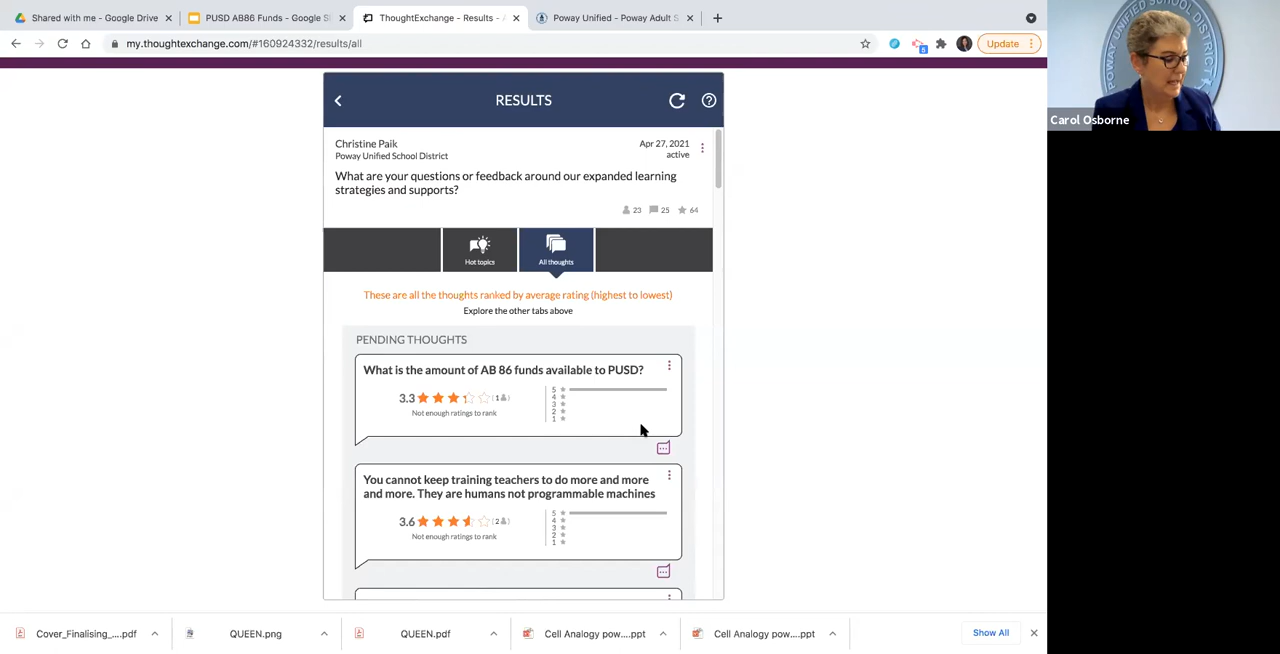 Shared with me - Google Drive
PUSD AB86 Funds - Google Sl
ThoughtExchange - Results - A
Poway Unified - Poway Adult S
my.thoughtexchange.com/#160924332/results/all
5
Update
RESULTS
Christine Paik
Apr 27, 2021
Poway Unified School District
active
What are your questions or feedback around our expanded learning
strategies and supports?
23
25
64
Hot topics
All thoughts
These are all the thoughts ranked by average rating (highest to lowest)
Explore the other tabs above
PENDING THOUGHTS
What is the amount of AB 86 funds available to PUSD?
3.3
(1)
Not enough ratings to rank
5
4
3
2
1
You cannot keep training teachers to do more and more
and more. They are humans not programmable machines
3.6
(2)
Not enough ratings to rank
5
4
3
2
1
Cover_Finalising_....pdf
QUEEN.png
QUEEN.pdf
Cell Analogy pow....ppt
Cell Analogy pow....ppt
Show All
UNIFIED SCHOOL DISTRICT
Carol Osborne